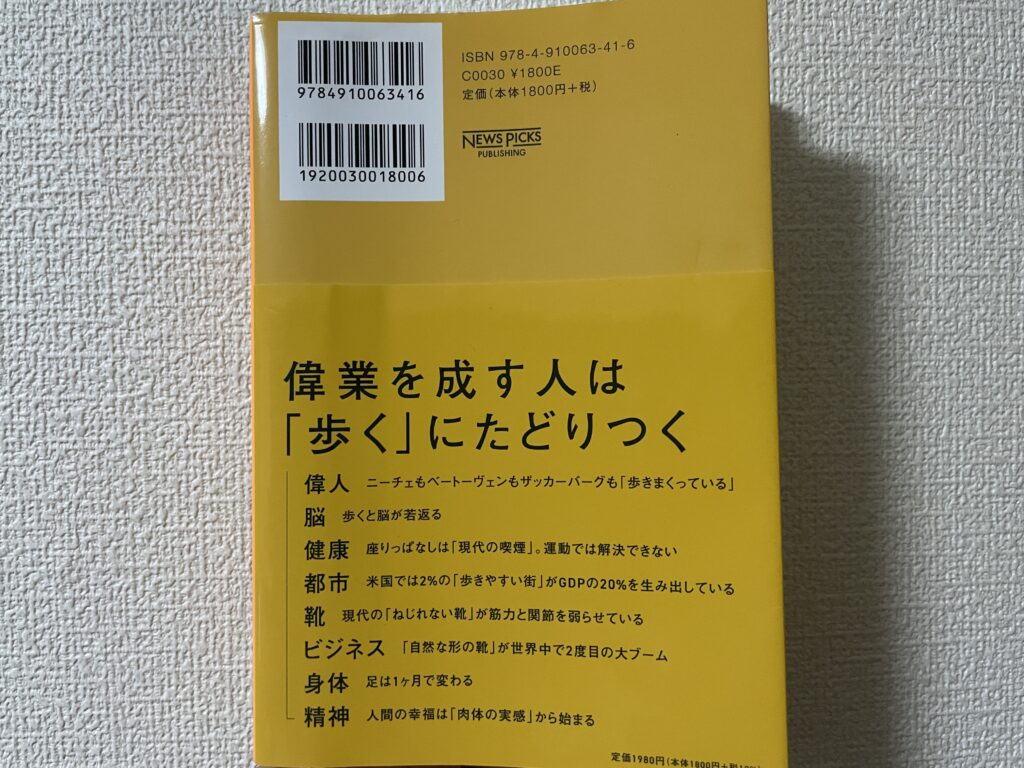 9784910063416
1920030018006
ISBN 978-4-910063-41-6
C0030 ¥1800E
定価(本体1800円+税)
NEWS PICKS
PUBLISHING
偉業を成す人は
「歩く」にたどりつく
偉人 ニーチェもベートーヴェンもザッカーバーグも「歩きまくっている」
脳 歩くと脳が若返る
健康 座りっぱなしは「現代の喫煙」。運動では解決できない
都市 米国では2%の「歩きやすい街」がGDPの20%を生み出している
靴 現代の「ねじれない靴」が筋力と関節を弱らせている
ビジネス 「自然な形の靴」が世界中で2度目の大ブーム
身体 足は1ヶ月で変わる
精神 人間の幸福は「肉体の実感」から始まる
定価1980円(本体1800円+税10%)